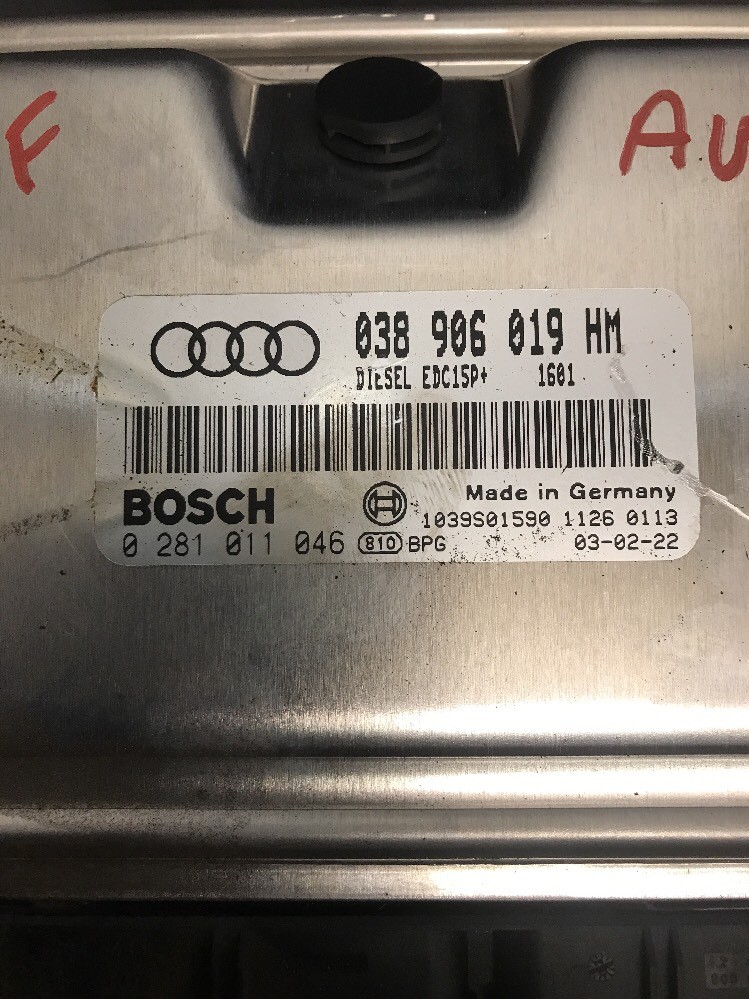 F
AU
038 906 019 HM
DIESEL EDC15P+ 1601
BOSCH
Made in Germany
1039S01590 1126 0113
0 281 011 046 810 BPG 03-02-22